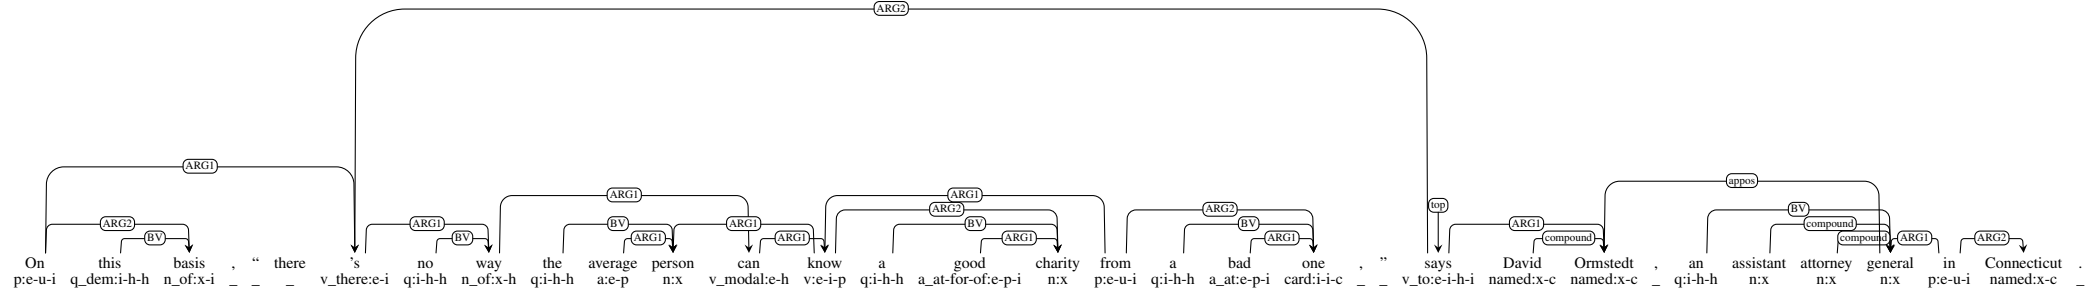 ARG2
ARG1
ARG1 ARG1 appos
ARG2 ARG2 BV top
ARG2 ARG1 BV ARG1 BV BV ARG1 compound
BV BV ARG1 ARG1 ARG1 ARG1 compound compound ARG1 ARG2
On this basis , “ there 's no way the average person can know a good charity from a bad one , ” says David Ormstedt , an assistant attorney general in Connecticut .
p:e-u-i q_dem:i-h-h n_of:x-i _ _ _ v_there:e-i q:i-h-h n_of:x-h q:i-h-h a:e-p n:x v_modal:e-h v:e-i-p q:i-h-h a_at-for-of:e-p-i n:x p:e-u-i q:i-h-h a_at:e-p-i card:i-i-c _ _ v_to:e-i-h-i named:x-c named:x-c _ q:i-h-h n:x n:x n:x p:e-u-i named:x-c _